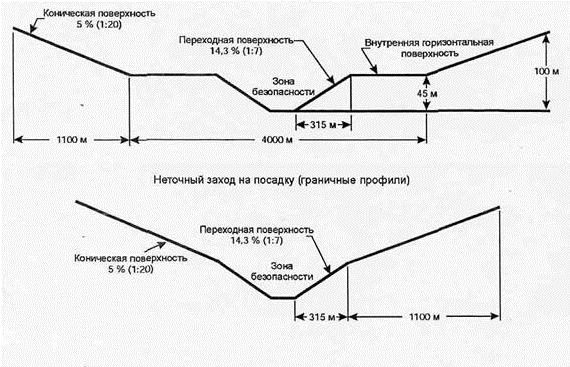 Коническая поверхность
5 % (1:20)
Переходная поверхность
14,3 % (1:7)
Внутренняя горизонтальная
поверхность
Зона
безопасности
100 м
45 м
315 м
1100 м
4000 м
Неточный заход на посадку (граничные профили)
Переходная поверхность
14,3 % (1:7)
Коническая поверхность
5 % (1:20)
Зона
безопасности
315 м
1100 м